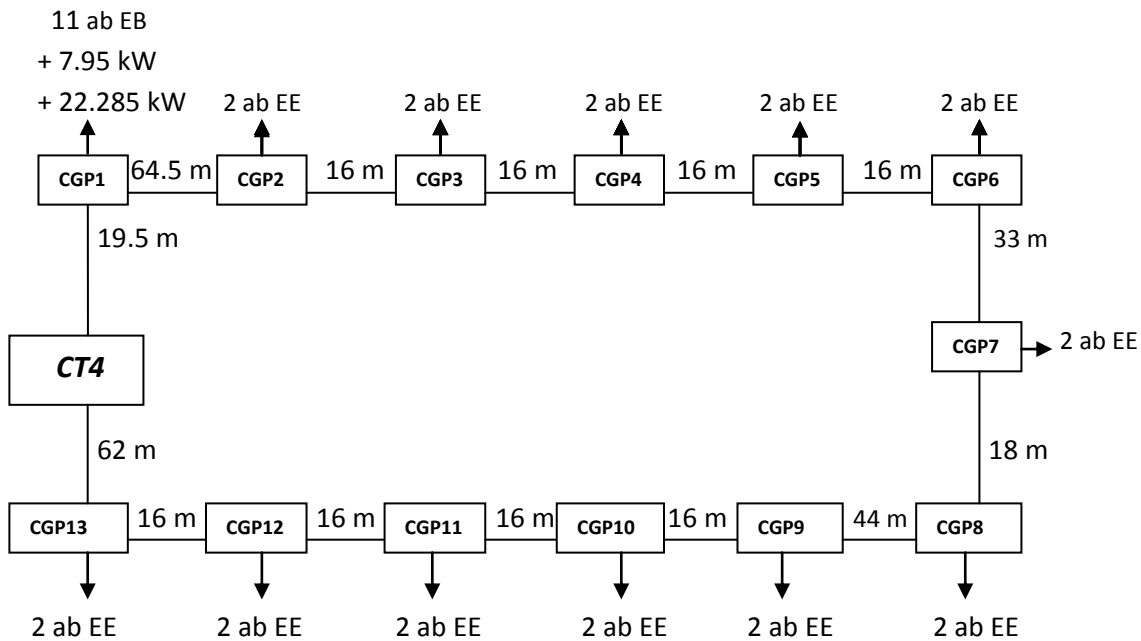 11 ab EB
+ 7.95 kW
+ 22.285 kW 2 ab EE 2 ab EE 2 ab EE 2 ab EE 2 ab EE
CGP1 64.5 m CGP2 16 m CGP3 16 m CGP4 16 m CGP5 16 m CGP6
19.5 m 33 m
CT4 CGP7 2 ab EE
62 m 18 m
CGP13 16 m CGP12 16 m CGP11 16 m CGP10 16 m CGP9 44 m CGP8
2 ab EE 2 ab EE 2 ab EE 2 ab EE 2 ab EE 2 ab EE